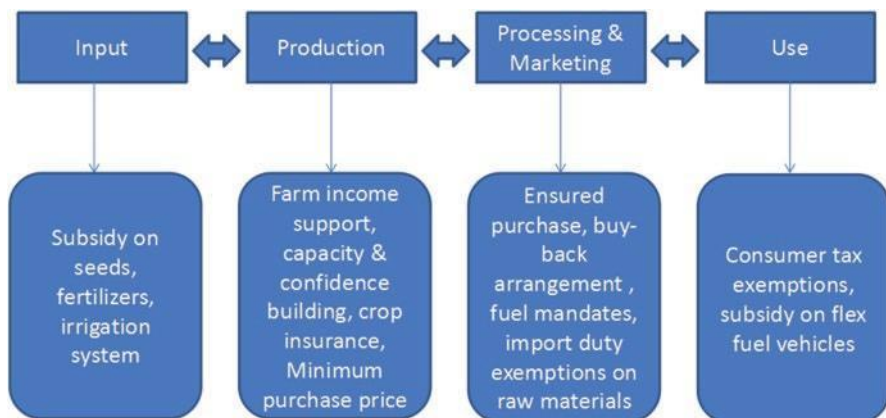 Input
Production
Processing &
Marketing
Use
Subsidy on
seeds,
fertilizers,
irrigation
system
Farm income
support,
capacity &
confidence
building, crop
insurance,
Minimum
purchase price
Ensured
purchase, buy-
back
arrangement ,
fuel mandates,
import duty
exemptions on
raw materials
Consumer tax
exemptions,
subsidy on flex
fuel vehicles